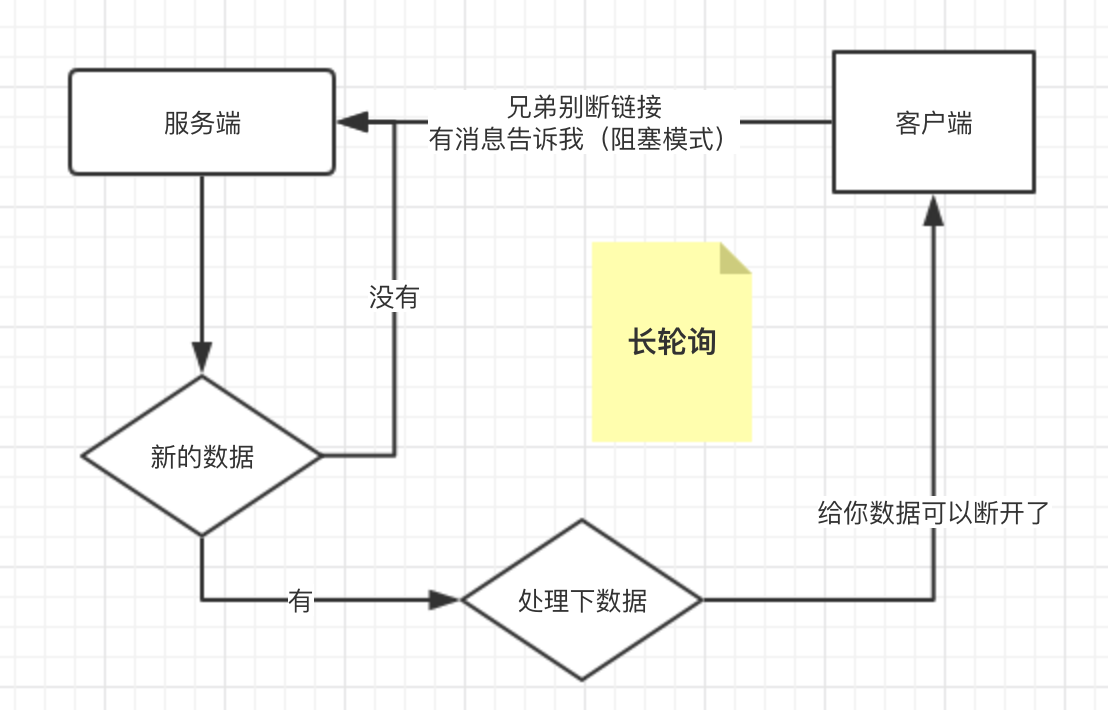 服务端
兄弟别断链接
有消息告诉我（阻塞模式）
客户端
没有
长轮询
新的数据
给你数据可以断开了
有
处理下数据